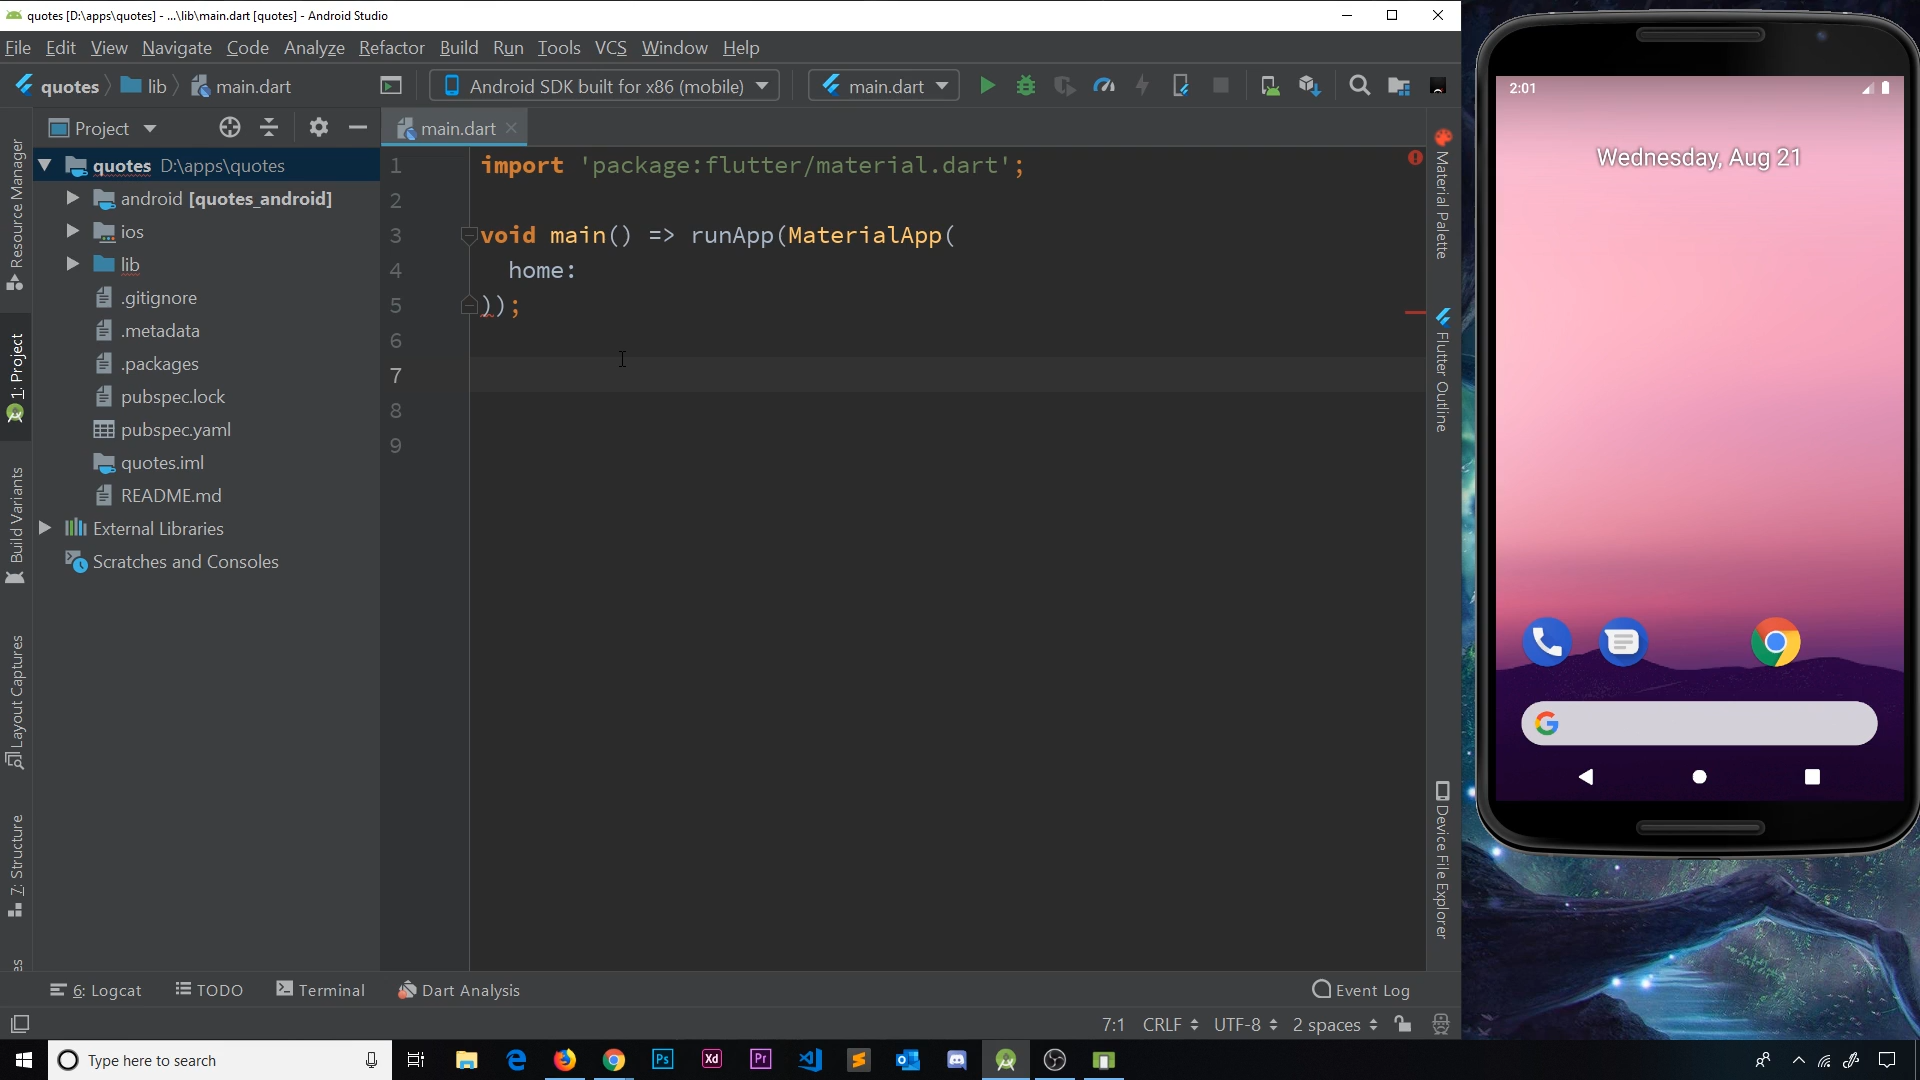 quotes [D:\apps\quotes] - ...\lib\main.dart [quotes] - Android Studio
File Edit View Navigate Code Analyze Refactor Build Run Tools VCS Window Help
quotes lib main.dart Android SDK built for x86 (mobile) main.dart
Project main.dart
quotes D:\apps\quotes
android [quotes_android]
ios
lib
.gitignore
.metadata
.packages
pubspec.lock
pubspec.yaml
quotes.iml
README.md
External Libraries
Scratches and Consoles
Resource Manager
1: Project
Build Variants
Layout Captures
7: Structure
es
1 import 'package:flutter/material.dart';
2
3 void main() => runApp(MaterialApp(
4 home:
5 ));
6
7
8
9
Material Palette
Flutter Outline
Device File Explorer
6: Logcat TODO Terminal Dart Analysis Event Log
7:1 CRLF UTF-8 2 spaces
Type here to search
Ps Xd Pr
2:01
Wednesday, Aug 21
G